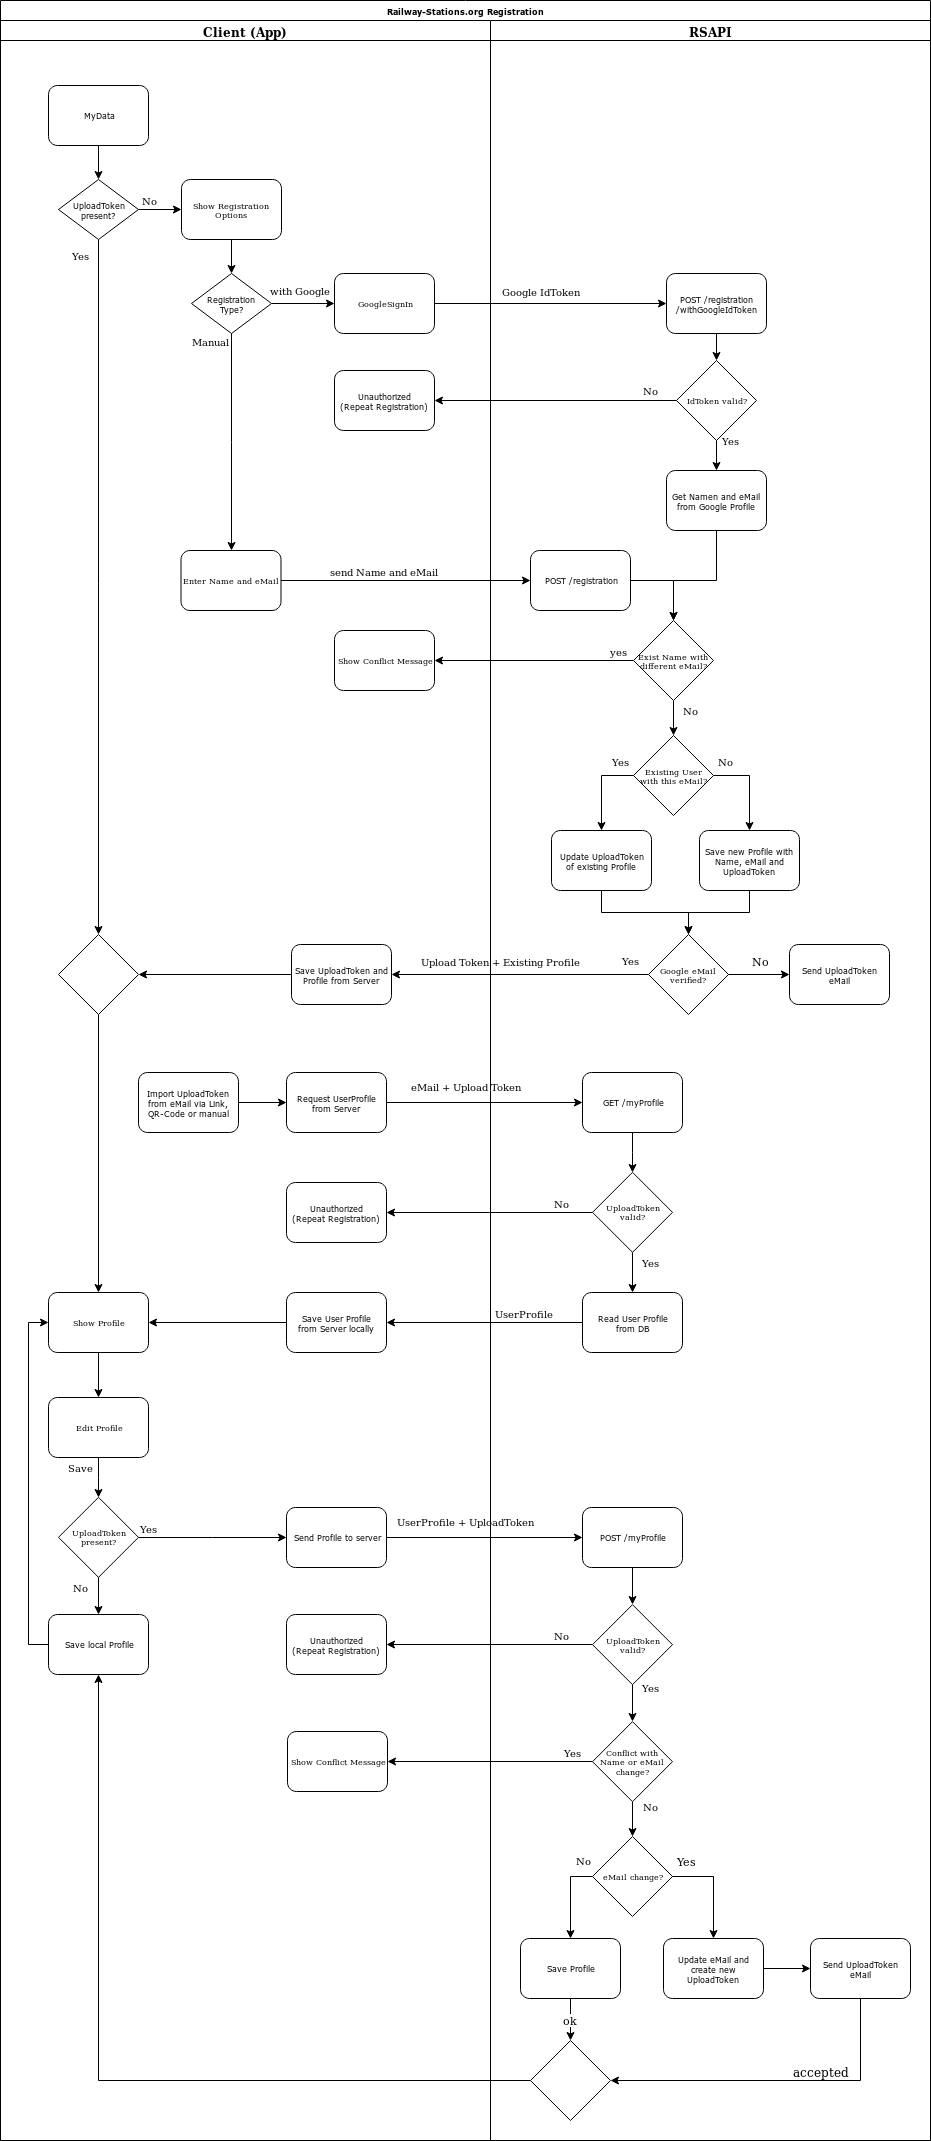 Railway-Stations.org Registration
Client (App)
RSAPI
MyData
UploadToken
present?
No
Show Registration
Options
Yes
Registration
Type?
with Google
GoogleSignIn
Google IdToken
POST /registration
/withGoogleIdToken
Manual
Unauthorized
(Repeat Registration)
No
IdToken valid?
Yes
Get Namen and eMail
from Google Profile
Enter Name and eMail
send Name and eMail
POST /registration
Show Conflict Message
yes
Exist Name with
different eMail?
No
Yes
Existing User
with this eMail?
No
Update UploadToken
of existing Profile
Save new Profile with
Name, eMail and
UploadToken
Save UploadToken and
Profile from Server
Upload Token + Existing Profile
Yes
Google eMail
verified?
No
Send UploadToken
eMail
Import UploadToken
from eMail via Link,
QR-Code or manual
Request UserProfile
from Server
eMail + Upload Token
GET /myProfile
Unauthorized
(Repeat Registration)
No
UploadToken
valid?
Yes
Show Profile
Save User Profile
from Server locally
UserProfile
Read User Profile
from DB
Edit Profile
Save
UploadToken
present?
Yes
Send Profile to server
UserProfile + UploadToken
POST /myProfile
No
Save local Profile
Unauthorized
(Repeat Registration)
No
UploadToken
valid?
Yes
Show Conflict Message
Yes
Conflict with
Name or eMail
change?
No
No
eMail change?
Yes
Save Profile
Update eMail and
create new
UploadToken
Send UploadToken
eMail
ok
accepted